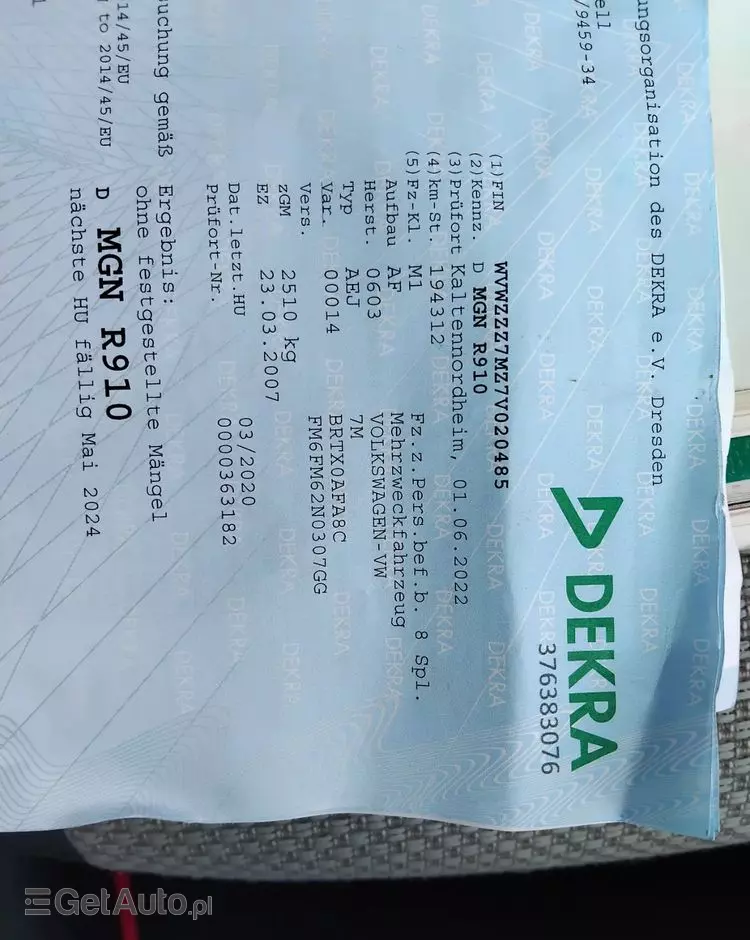 ungsorganisation des DEKRA e.V. Dresden
DEKRA
ell
/9459-34
376383076
(1)FIN WVWZZZ7MZ7V020485
(2)Kennz. D MGN R910
(3)Prüfort Kaltennordheim, 01.06.2022
(4)km-St. 194312
(5)Fz-Kl. M1 Fz.z.Pers.bef.b. 8 Spl.
Aufbau AF Mehrzweckfahrzeug
Herst. 0603 VOLKSWAGEN-VW
Typ AEJ 7M
Var. 00014 BRTX0AFA8C
Vers. FM6FM62N0307GG
zGM 2510 kg
EZ 23.03.2007
Dat.letzt.HU 03/2020
Prüfort-Nr. 0000363182
uchung gemäß Ergebnis:
ohne festgestellte Mängel
14/45/EU
g to 2014/45/EU D MGN R910
nächste HU fällig Mai 2024
GetAuto.pl